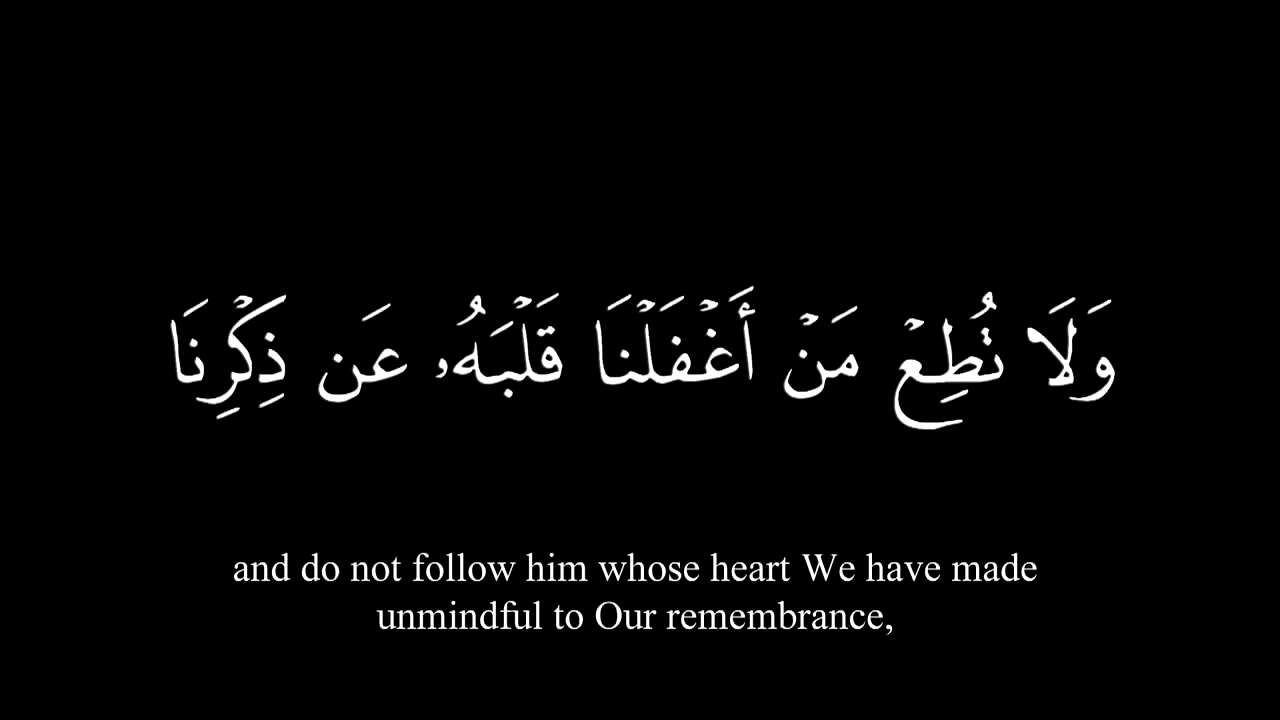 وَلَا تُطِعْ مَنْ أَغْفَلْنَا قَلْبَهُۥ عَن ذِكْرِنَا
and do not follow him whose heart We have made
unmindful to Our remembrance,